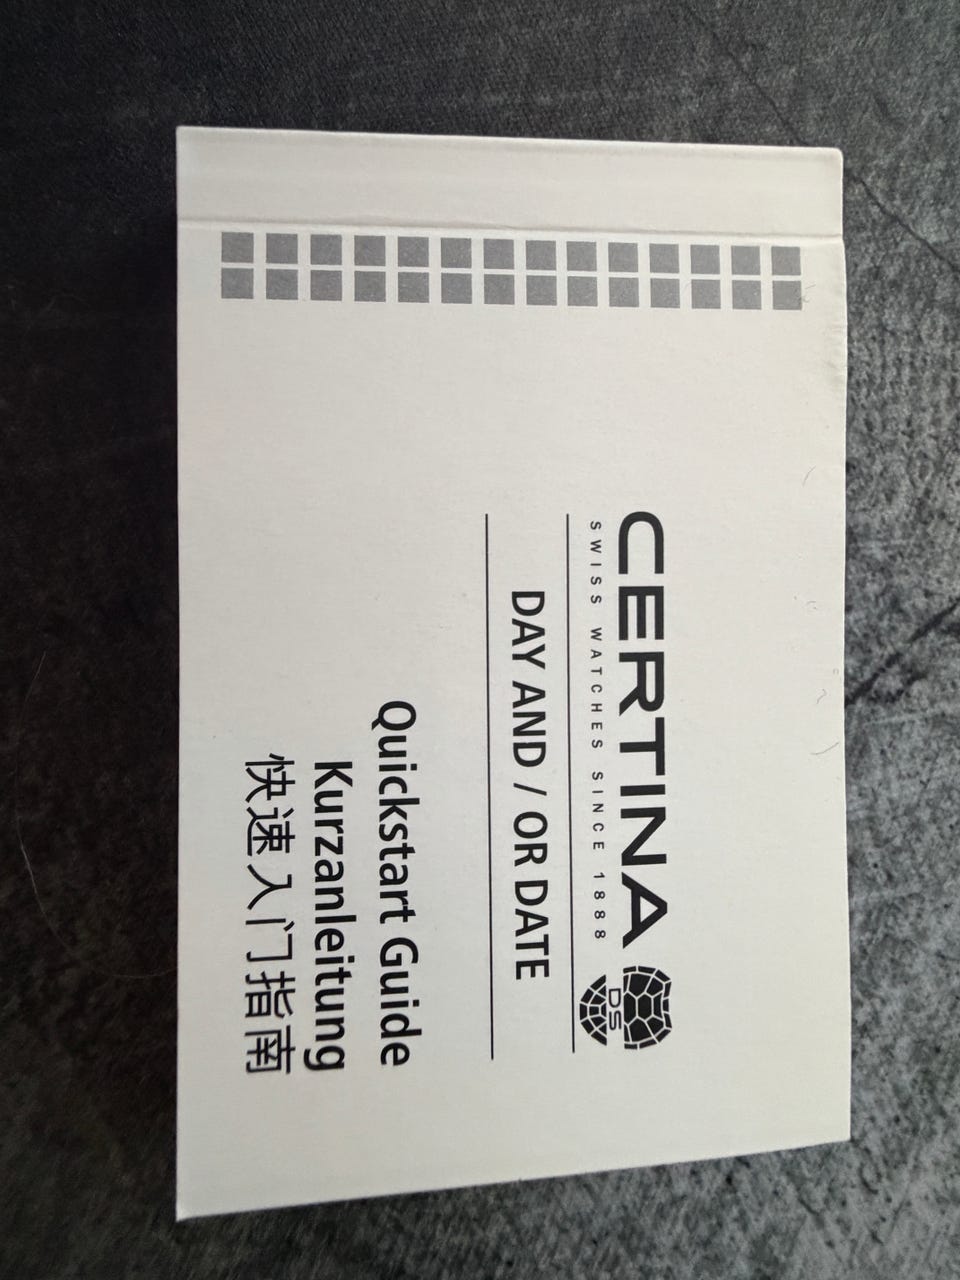 CERTINA
SWISS WATCHES SINCE 1888
DS
DAY AND / OR DATE
Quickstart Guide
Kurzanleitung
快速入门指南